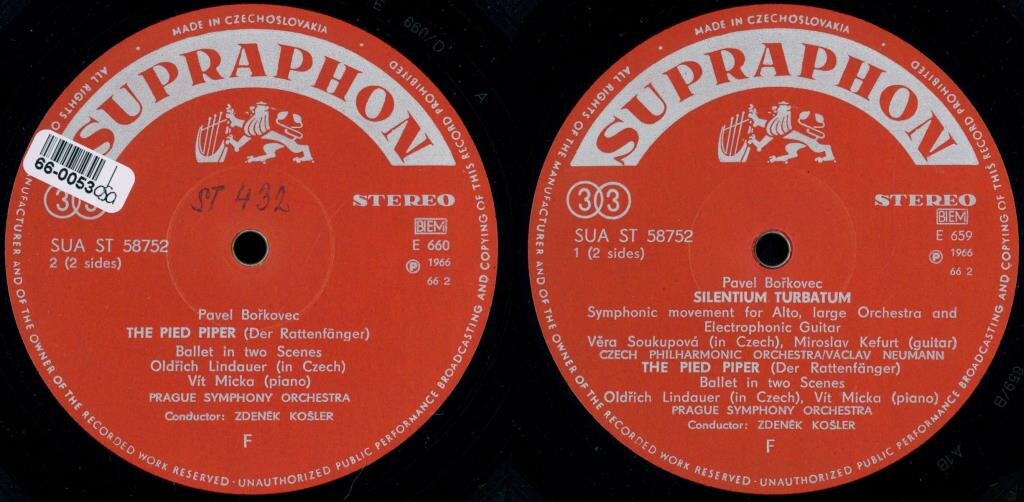 MADE IN CZECHOSLOVAKIA
ALL RIGHTS OF THE MANUFACTURER AND OF THE OWNER OF THE RECORDED WORK RESERVED - UNAUTHORIZED PUBLIC PERFORMANCE BROADCASTING AND COPYING OF THIS RECORD PROHIBITED
SUPRAPHON
66-0053
ST 432
33
STEREO
BIEM
SUA ST 58752
E 660
2 (2 sides)
P 1966
66 2
Pavel Bořkovec
THE PIED PIPER (Der Rattenfänger)
Ballet in two Scenes
Oldřich Lindauer (in Czech)
Vít Micka (piano)
PRAGUE SYMPHONY ORCHESTRA
Conductor: ZDENĚK KOŠLER
F
E 660/D
A
MADE IN CZECHOSLOVAKIA
ALL RIGHTS OF THE MANUFACTURER AND OF THE OWNER OF THE RECORDED WORK RESERVED - UNAUTHORIZED PUBLIC PERFORMANCE BROADCASTING AND COPYING OF THIS RECORD PROHIBITED
SUPRAPHON
33
STEREO
BIEM
SUA ST 58752
E 659
1 (2 sides)
P 1966
66 2
Pavel Bořkovec
SILENTIUM TURBATUM
Symphonic movement for Alto, large Orchestra and
Electrophonic Guitar
Věra Soukupová (in Czech), Miroslav Kefurt (guitar)
CZECH PHILHARMONIC ORCHESTRA/VÁCLAV NEUMANN
THE PIED PIPER (Der Rattenfänger)
Ballet in two Scenes
Oldřich Lindauer (in Czech), Vít Micka (piano)
PRAGUE SYMPHONY ORCHESTRA
Conductor: ZDENĚK KOŠLER
F
659/B
A1B